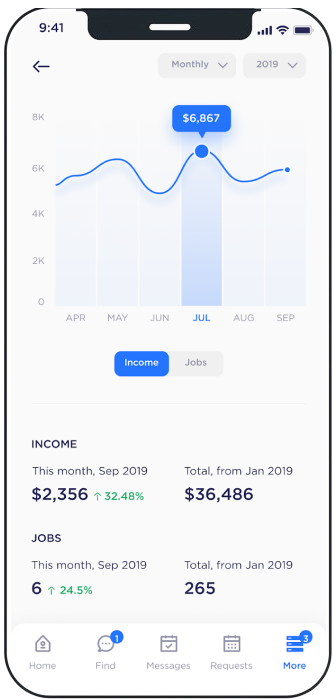 9:41
Monthly 2019
$6,867
8K
6K
4K
2K
0
APR MAY JUN JUL AUG SEP
Income Jobs
INCOME
This month, Sep 2019 Total, from Jan 2019
$2,356 ↑ 32.48% $36,486
JOBS
This month, Sep 2019 Total, from Jan 2019
6 ↑ 24.5% 265
1 3
Home Find Messages Requests More